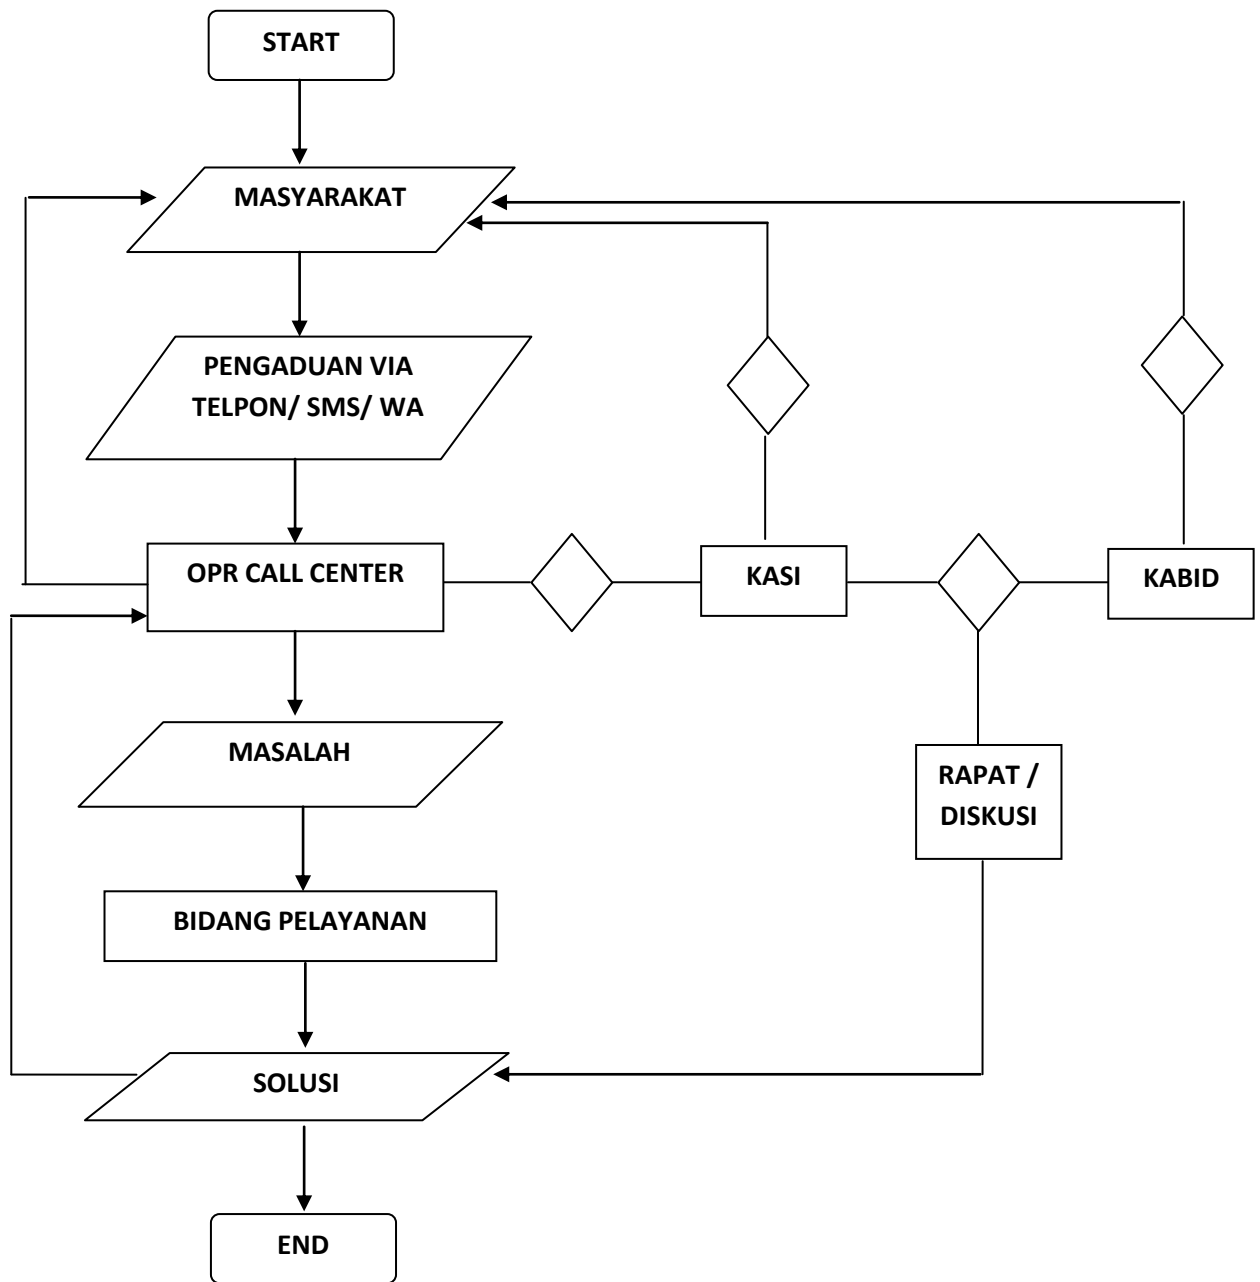 START
MASYARAKAT
PENGADUAN VIA
TELPON/ SMS/ WA
OPR CALL CENTER
KASI
KABID
MASALAH
RAPAT /
DISKUSI
BIDANG PELAYANAN
SOLUSI
END